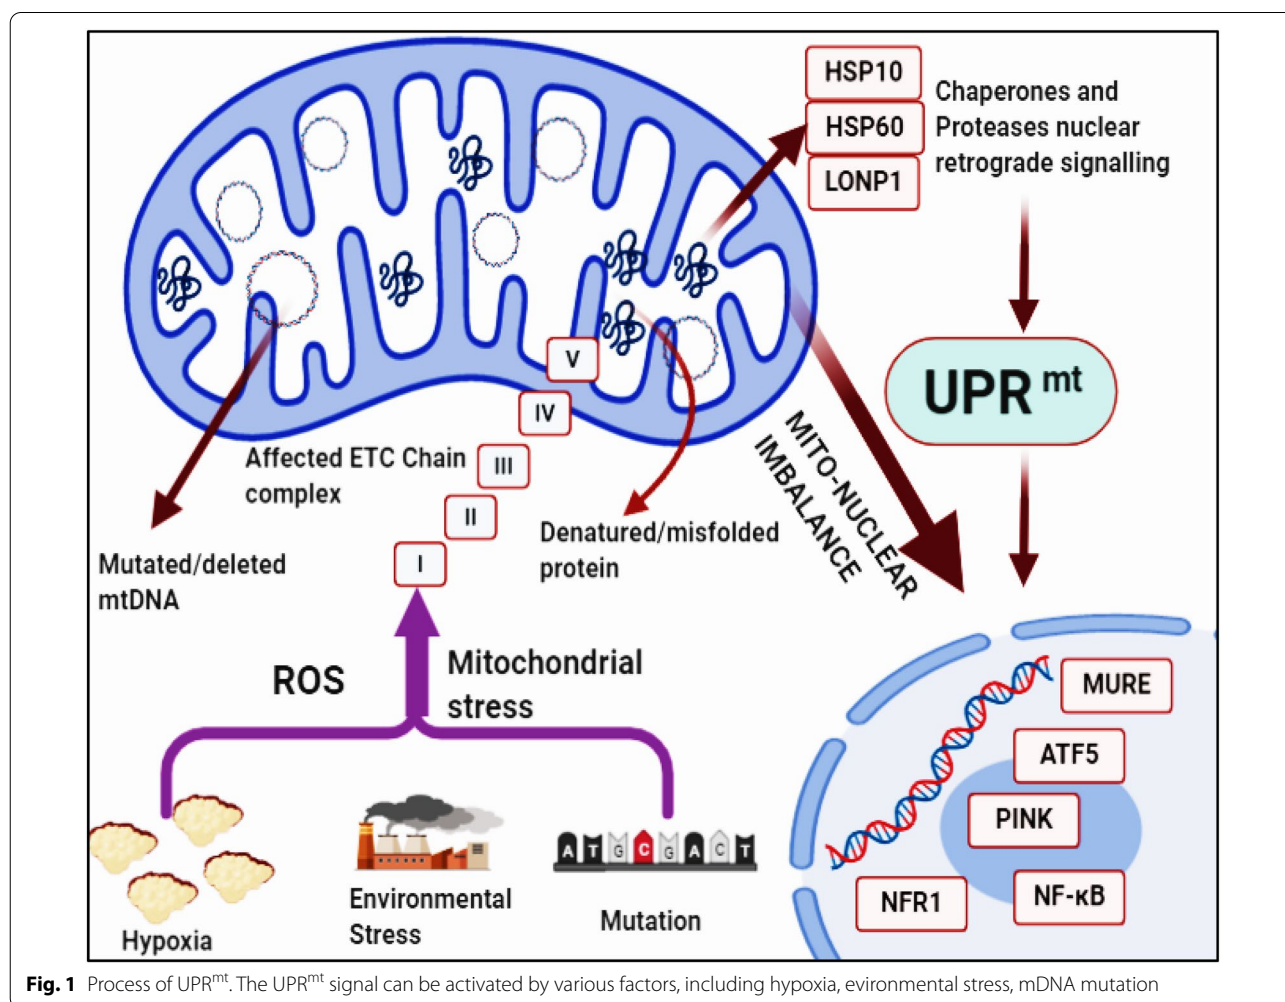 HSP10
HSP60
LONP1
Chaperones and
Proteases nuclear
retrograde signalling
UPR mt
MITO-NUCLEAR
IMBALANCE
V
IV
III
II
I
Affected ETC Chain
complex
Mutated/deleted
mtDNA
Denatured/misfolded
protein
ROS
Mitochondrial
stress
Hypoxia
Environmental
Stress
A T G C G A C T
Mutation
MURE
ATF5
PINK
NFR1
NF-κB
Fig. 1 Process of UPRmt. The UPRmt signal can be activated by various factors, including hypoxia, evironmental stress, mDNA mutation